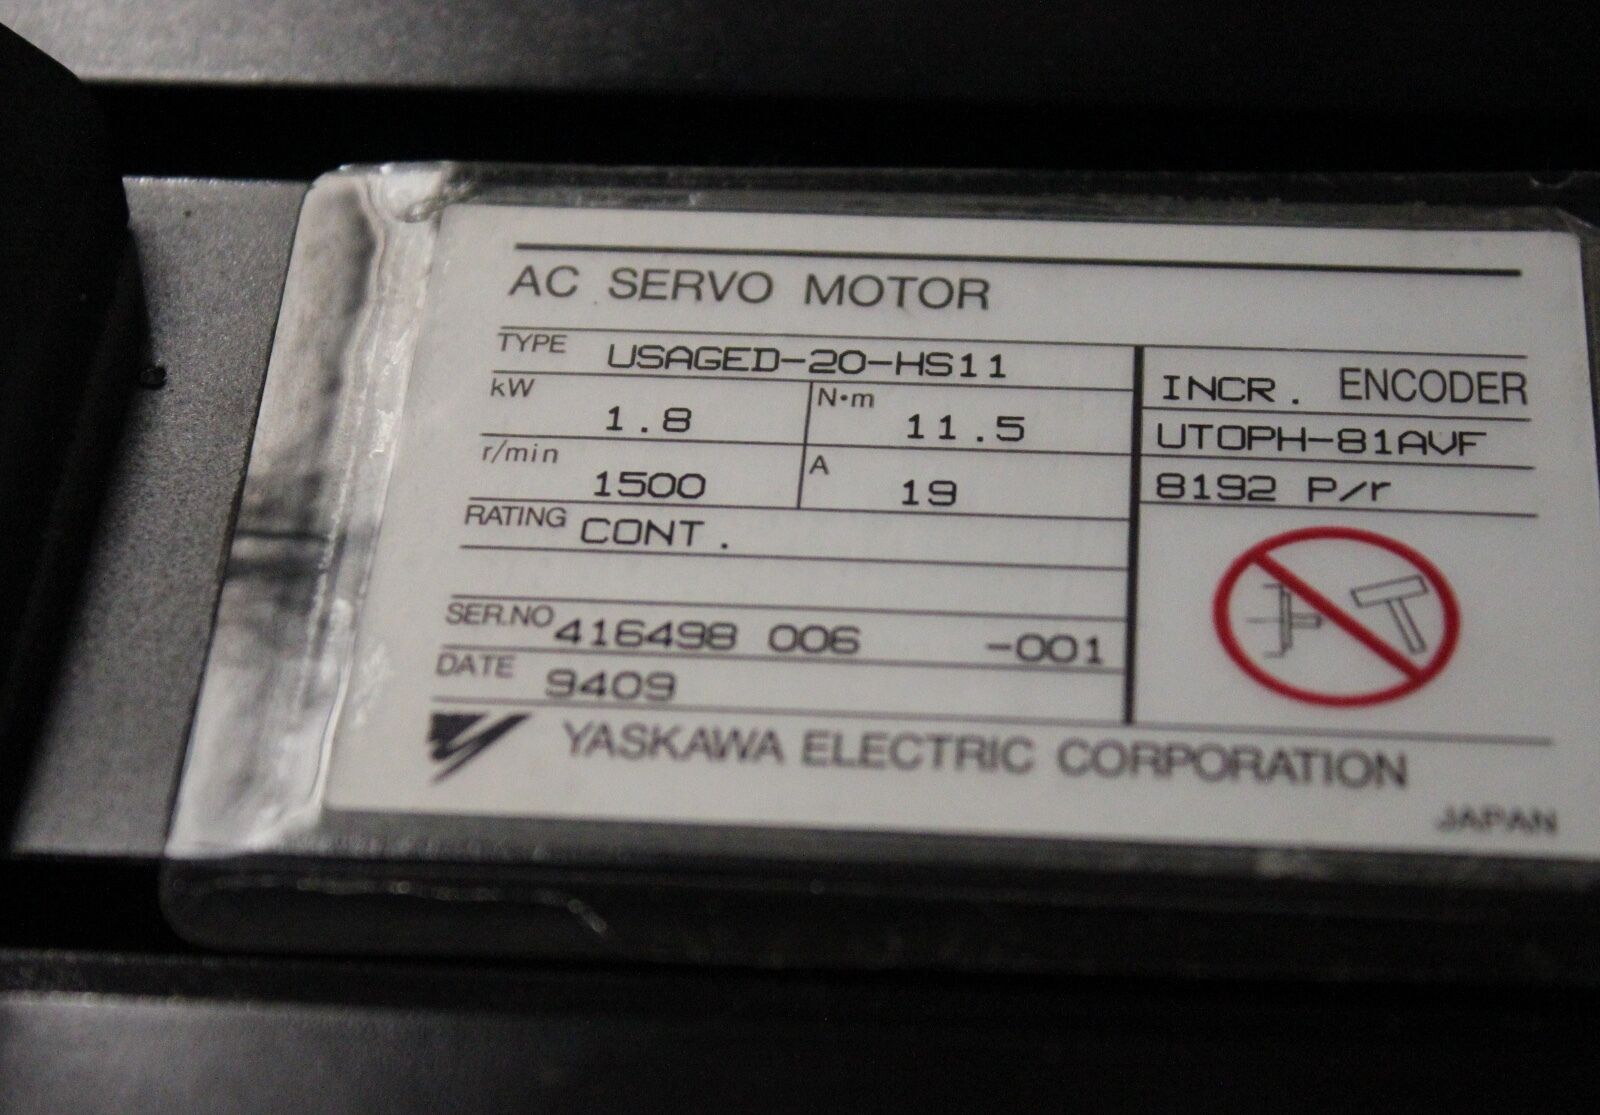 AC SERVO MOTOR
TYPE USAGED-20-HS11
kW 1.8 N·m 11.5
r/min 1500 A 19
RATING CONT.
SER.NO 416498 006 -001
DATE 9409
INCR. ENCODER
UTOPH-81AVF
8192 P/r
YASKAWA ELECTRIC CORPORATION
JAPAN